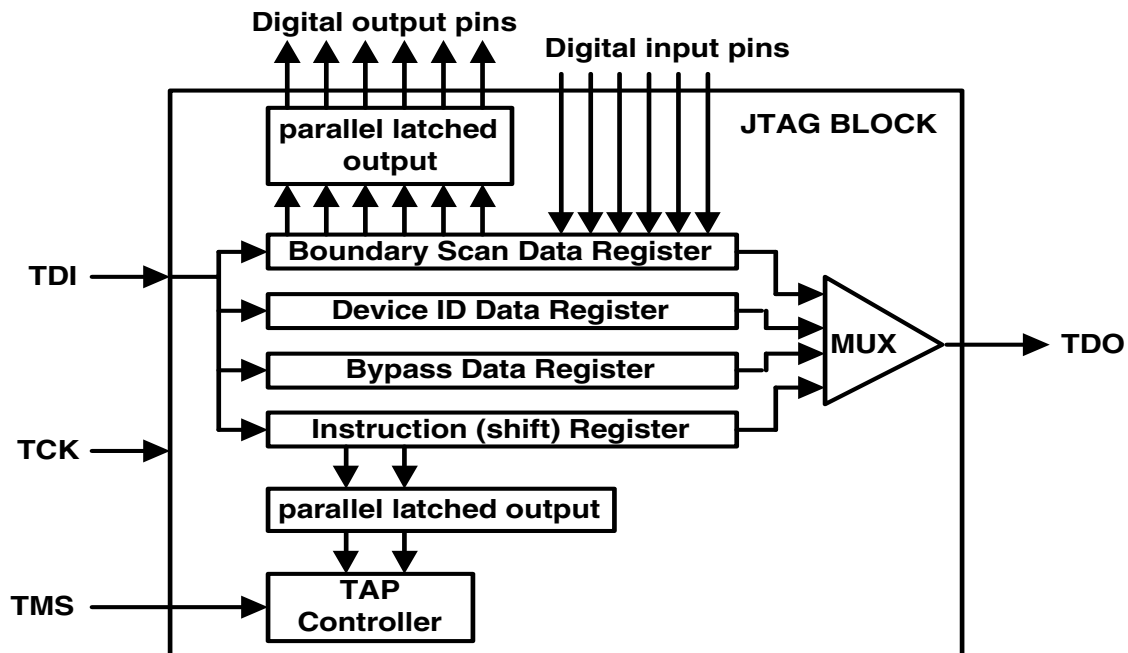 Digital output pins
Digital input pins
JTAG BLOCK
parallel latched
output
Boundary Scan Data Register
TDI
Device ID Data Register
MUX
TDO
Bypass Data Register
Instruction (shift) Register
TCK
parallel latched output
TAP
Controller
TMS